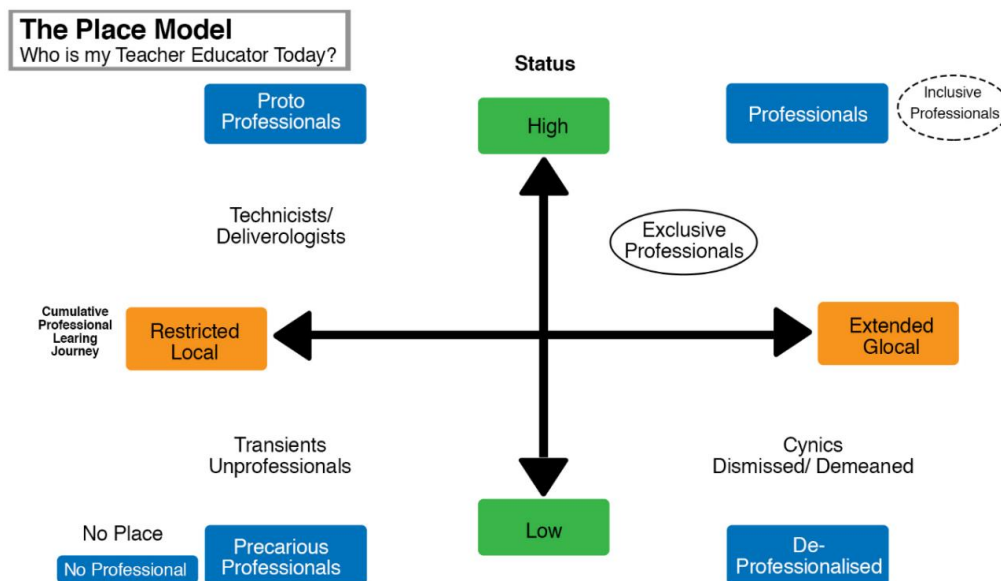 The Place Model
Who is my Teacher Educator Today?
Status
Proto
Professionals
High
Professionals
Inclusive
Professionals
Technicists/
Deliverologists
Exclusive
Professionals
Cumulative
Professional
Learing
Journey
Restricted
Local
Extended
Glocal
Transients
Unprofessionals
Cynics
Dismissed/ Demeaned
No Place
No Professional
Precarious
Professionals
Low
De-
Professionalised